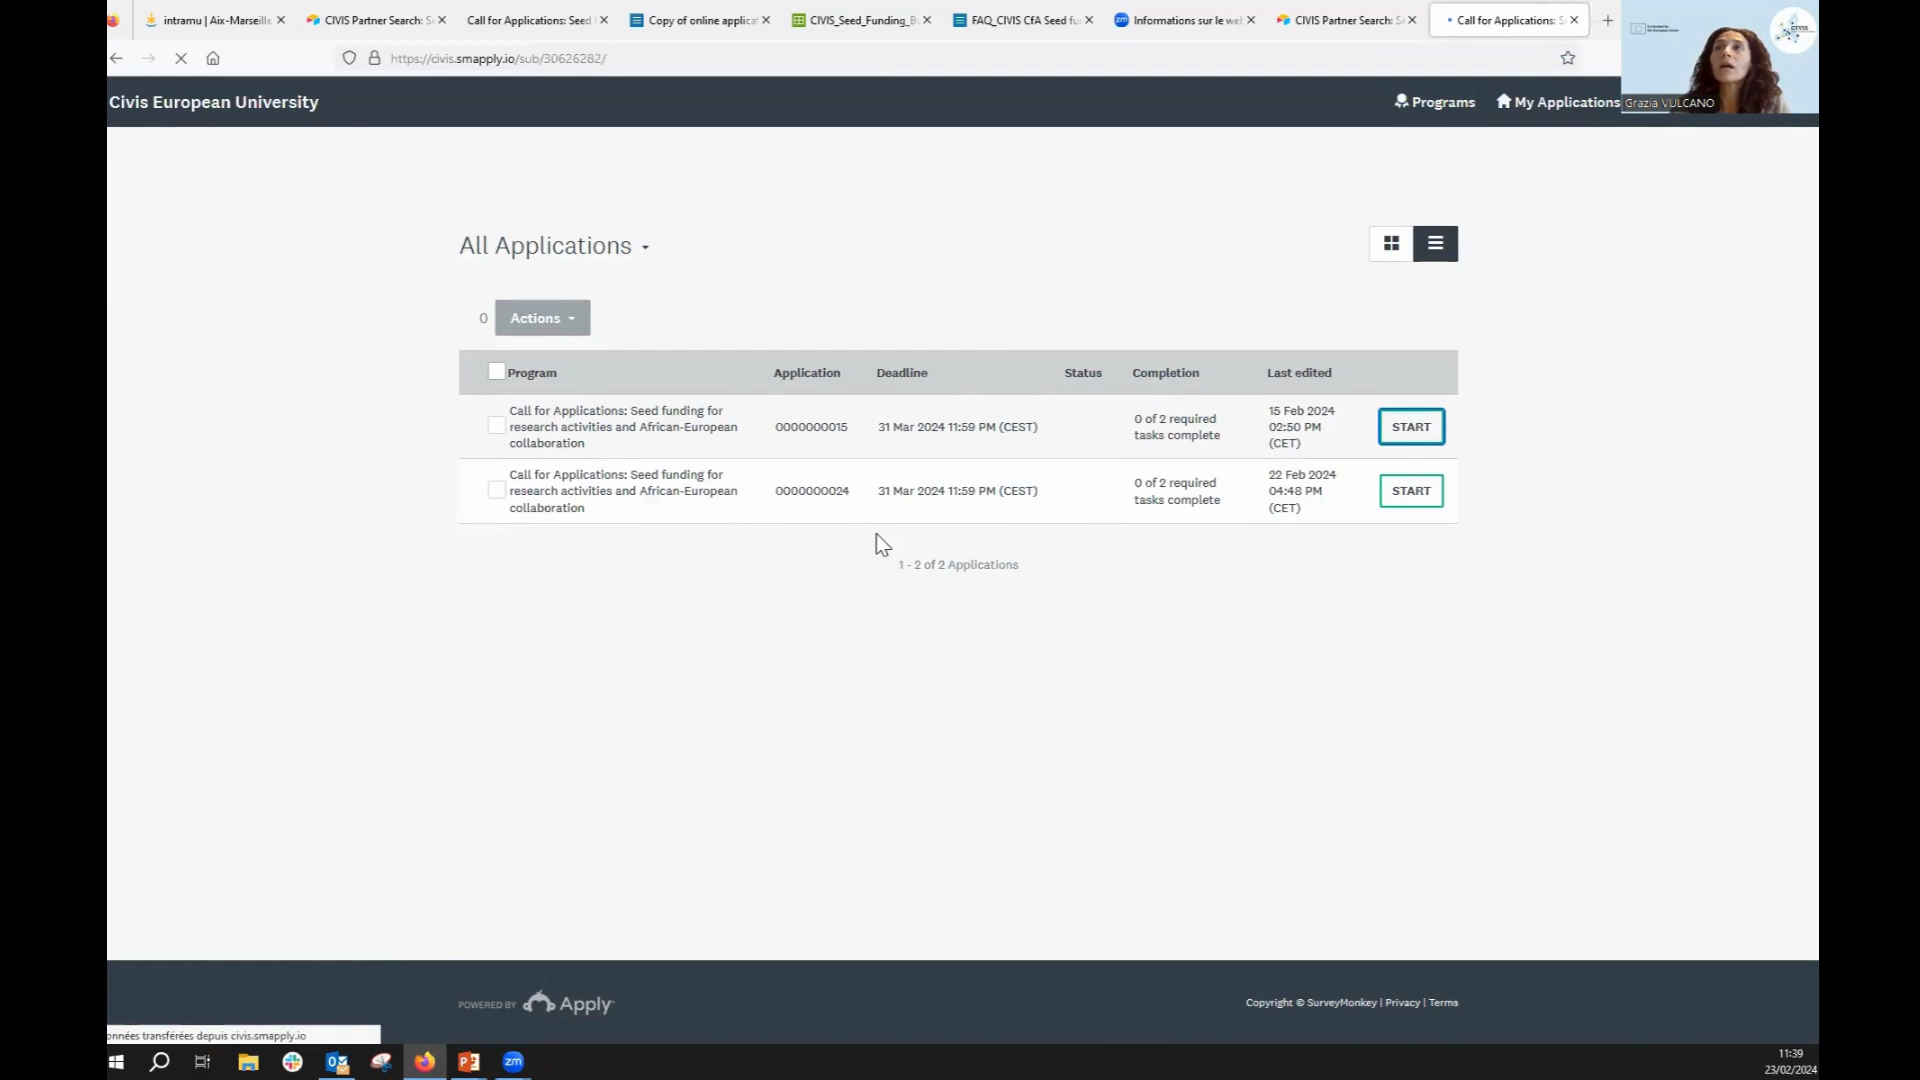 intramu | Aix-Marseille
CIVIS Partner Search: Se
Call for Applications: Seed
Copy of online applicat
CIVIS_Seed_Funding_Bu
FAQ_CIVIS CfA Seed fu
Informations sur le web
CIVIS Partner Search: Se
Call for Applications: S
https://civis.smapply.io/sub/30626282/
Civis European University
Programs
My Applications
Grazia VULCANO
CIVIS
All Applications
0
Actions
Program Application Deadline Status Completion Last edited
Call for Applications: Seed funding for
research activities and African-European
collaboration
0000000015
31 Mar 2024 11:59 PM (CEST)
0 of 2 required
tasks complete
15 Feb 2024
02:50 PM
(CET)
START
Call for Applications: Seed funding for
research activities and African-European
collaboration
0000000024
31 Mar 2024 11:59 PM (CEST)
0 of 2 required
tasks complete
22 Feb 2024
04:48 PM
(CET)
START
1 - 2 of 2 Applications
POWERED BY Apply
Copyright © SurveyMonkey | Privacy | Terms
onnées transférées depuis civis.smapply.io
zm
11:39
23/02/2024